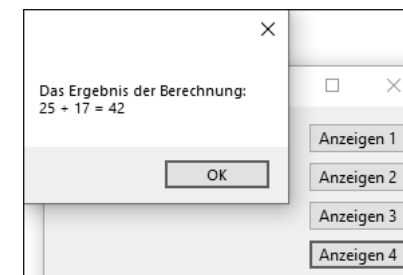 Das Ergebnis der Berechnung:
25 + 17 = 42
OK
Anzeigen 1
Anzeigen 2
Anzeigen 3
Anzeigen 4